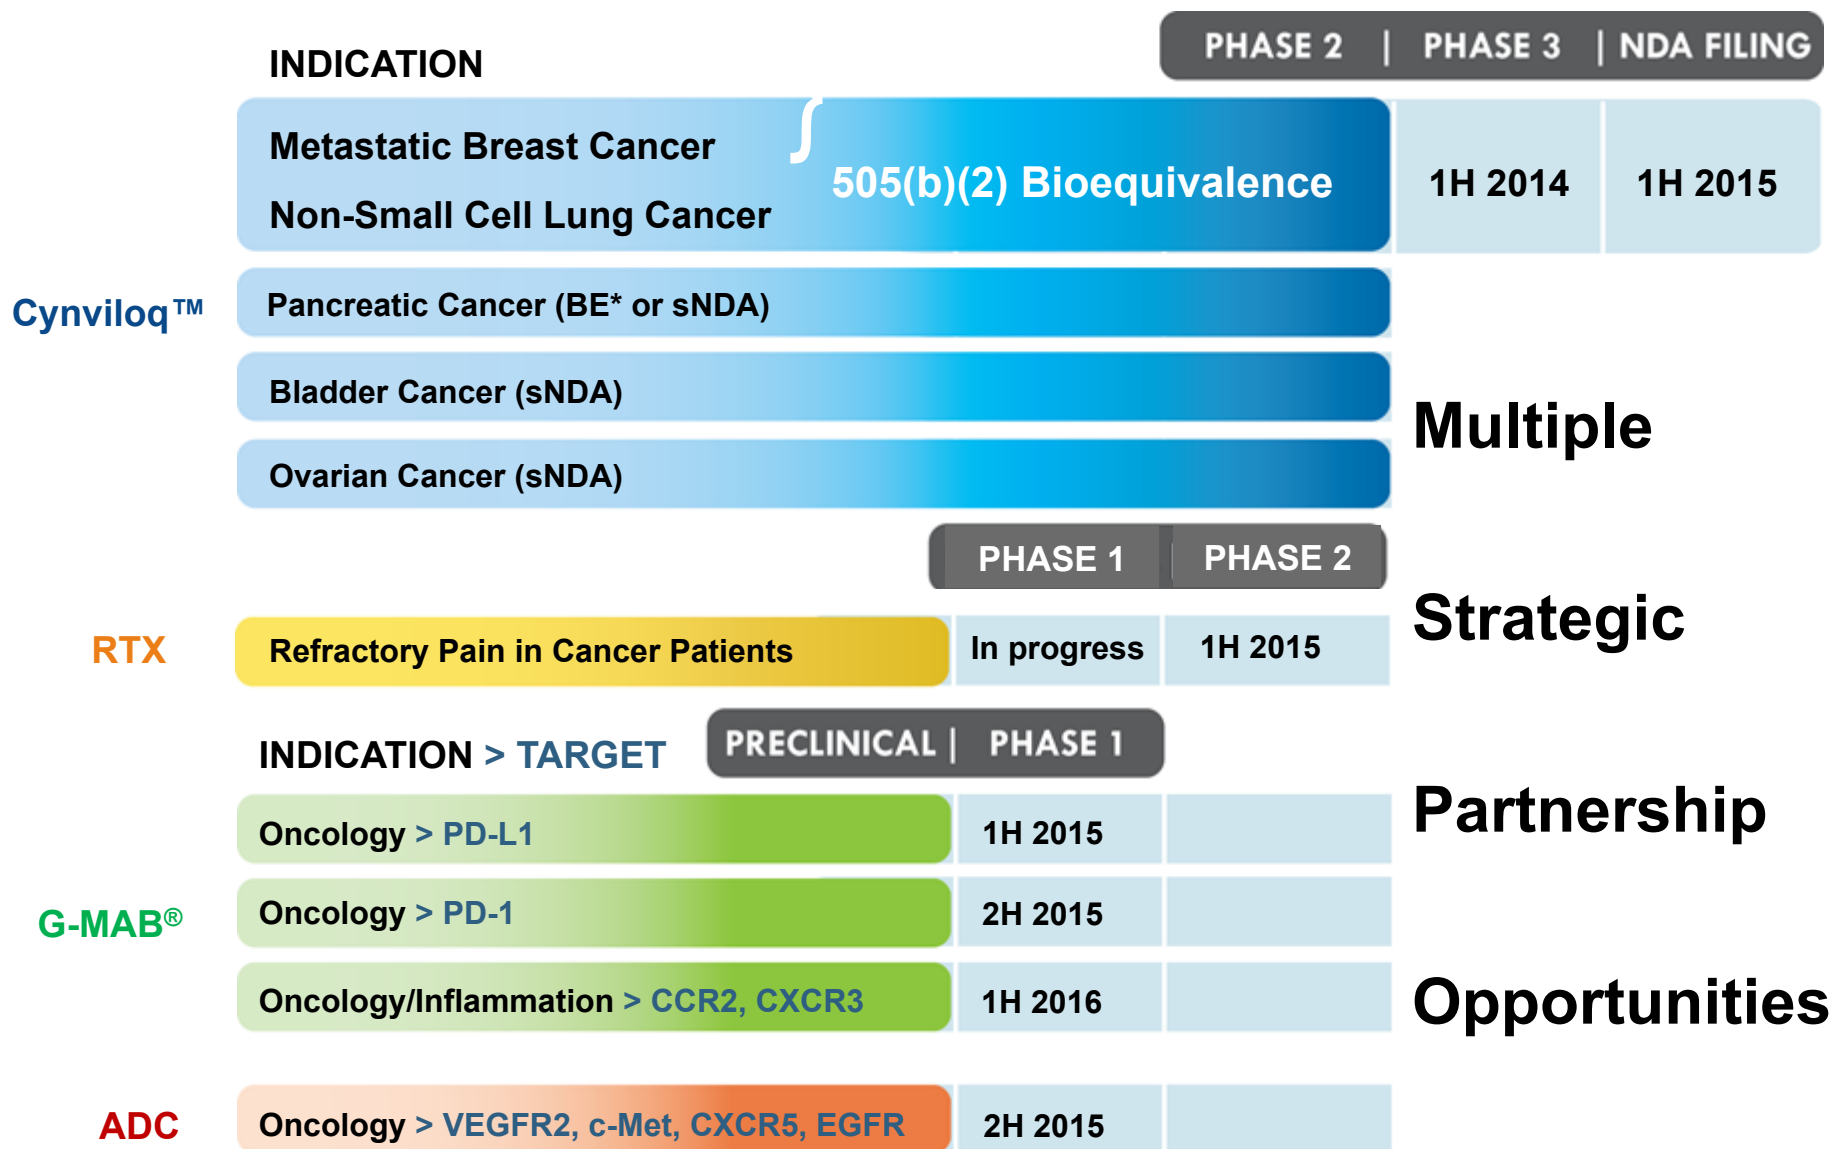 INDICATION
PHASE 2 | PHASE 3 | NDA FILING
Metastatic Breast Cancer
Non-Small Cell Lung Cancer
505(b)(2) Bioequivalence
1H 2014
1H 2015
Cynviloq™
Pancreatic Cancer (BE* or sNDA)
Bladder Cancer (sNDA)
Ovarian Cancer (sNDA)
PHASE 1 | PHASE 2
RTX
Refractory Pain in Cancer Patients
In progress
1H 2015
INDICATION > TARGET
PRECLINICAL | PHASE 1
Oncology > PD-L1
1H 2015
G-MAB®
Oncology > PD-1
2H 2015
Oncology/Inflammation > CCR2, CXCR3
1H 2016
ADC
Oncology > VEGFR2, c-Met, CXCR5, EGFR
2H 2015
Multiple
Strategic
Partnership
Opportunities